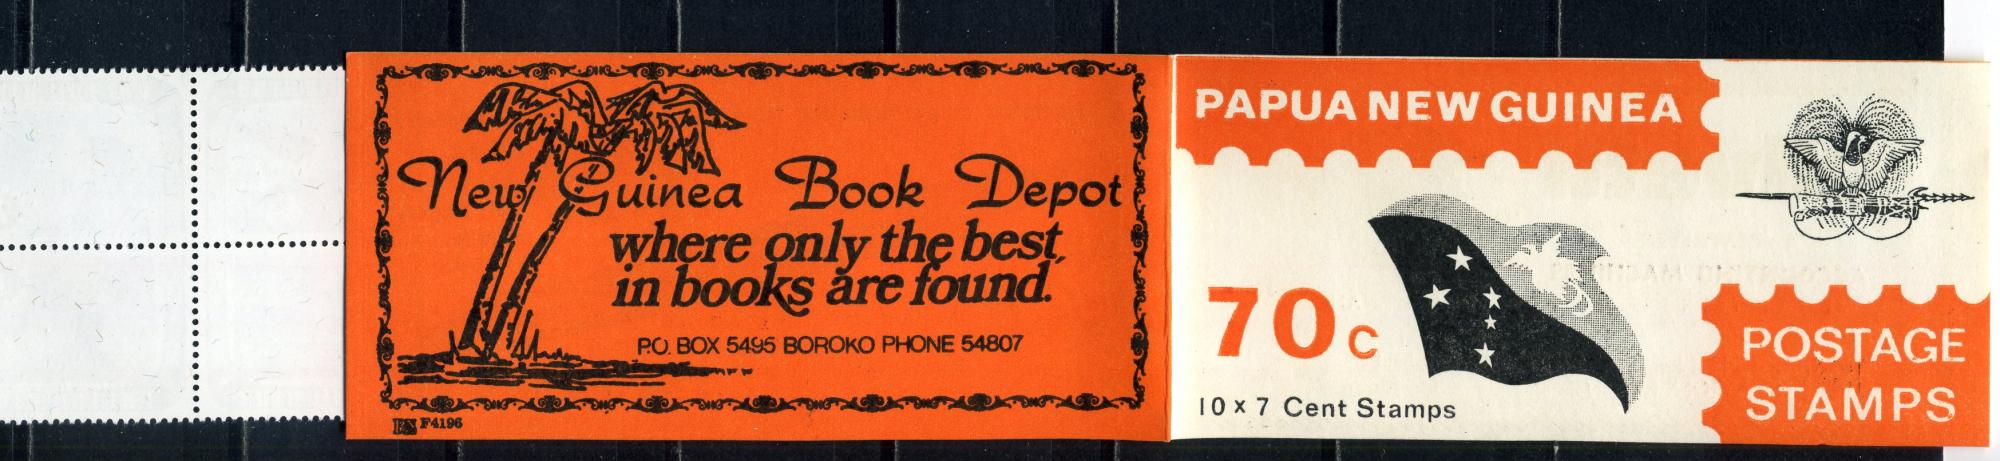 New Guinea Book Depot
where only the best,
in books are found.
P.O. BOX 5495 BOROKO PHONE 54807
F4196
PAPUA NEW GUINEA
70c
10 x 7 Cent Stamps
POSTAGE
STAMPS